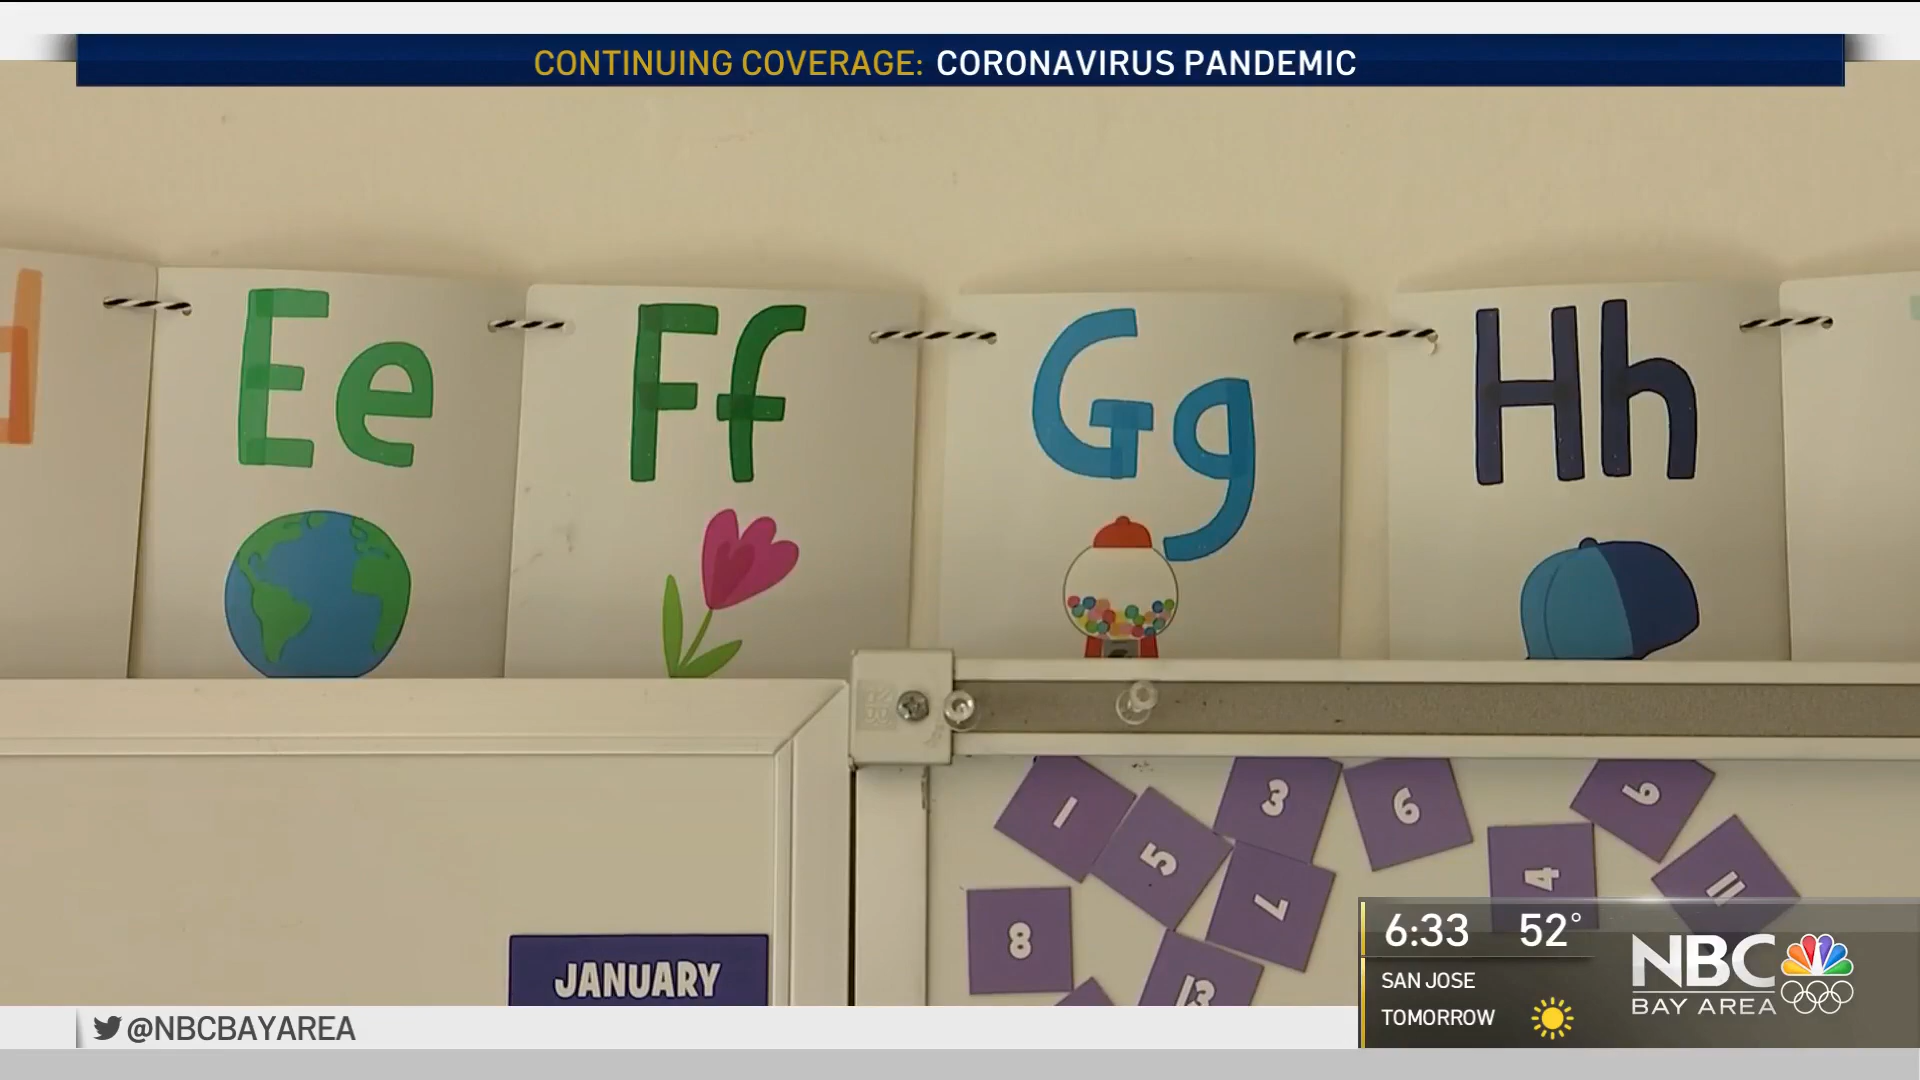 CONTINUING COVERAGE: CORONAVIRUS PANDEMIC
d
Ee
Ff
Gg
Hh
1
3
6
6
5
7
4
11
8
13
JANUARY
6:33 52°
SAN JOSE
TOMORROW
NBC
BAY AREA
@NBCBAYAREA